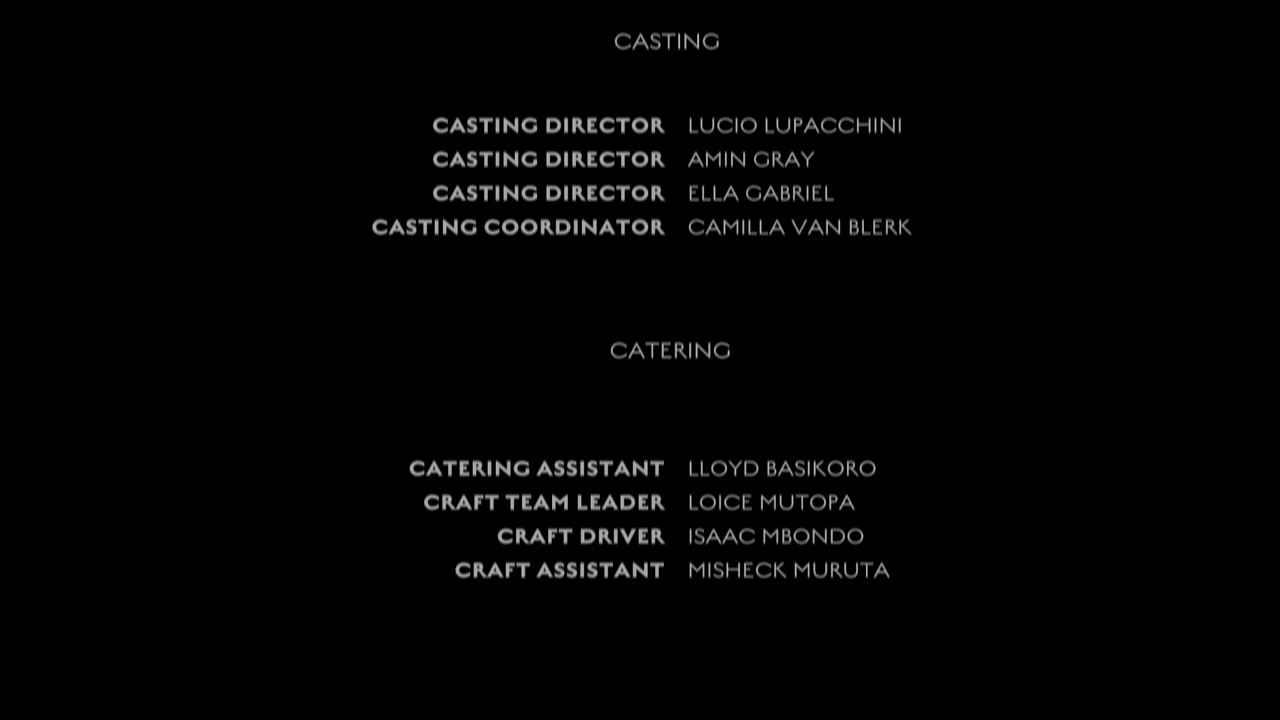 CASTING
CASTING DIRECTOR LUCIO LUPACCHINI
CASTING DIRECTOR AMIN GRAY
CASTING DIRECTOR ELLA GABRIEL
CASTING COORDINATOR CAMILLA VAN BLERK
CATERING
CATERING ASSISTANT LLOYD BASIKORO
CRAFT TEAM LEADER LOICE MUTOPA
CRAFT DRIVER ISAAC MBONDO
CRAFT ASSISTANT MISHECK MURUTA